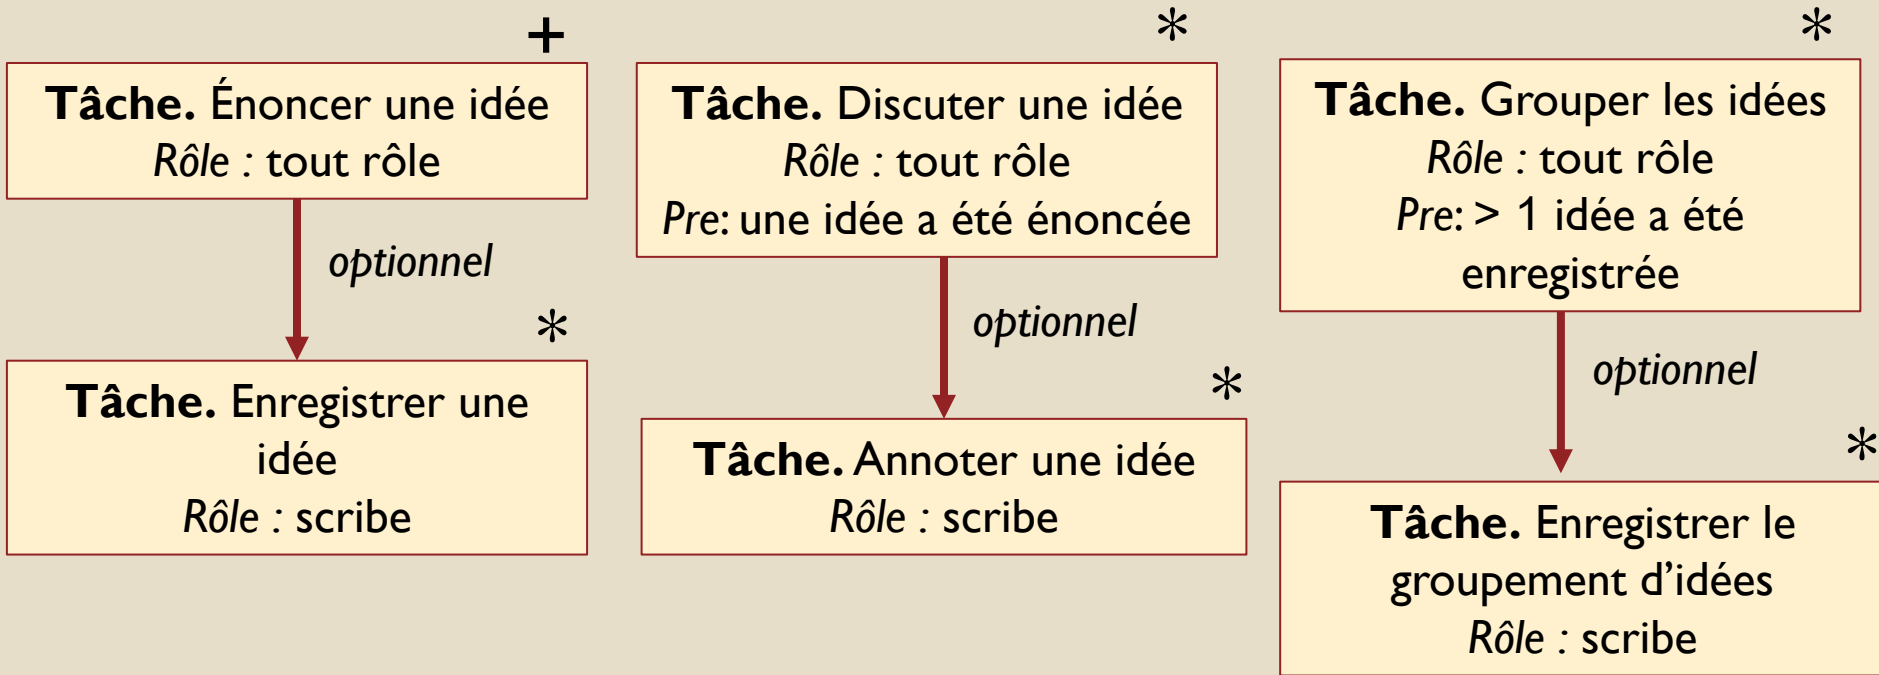 +
Tâche. Énoncer une idée
Rôle : tout rôle
optionnel
*
Tâche. Enregistrer une
idée
Rôle : scribe
*
Tâche. Discuter une idée
Rôle : tout rôle
Pre: une idée a été énoncée
optionnel
*
Tâche. Annoter une idée
Rôle : scribe
*
Tâche. Grouper les idées
Rôle : tout rôle
Pre: > 1 idée a été
enregistrée
optionnel
*
Tâche. Enregistrer le
groupement d’idées
Rôle : scribe